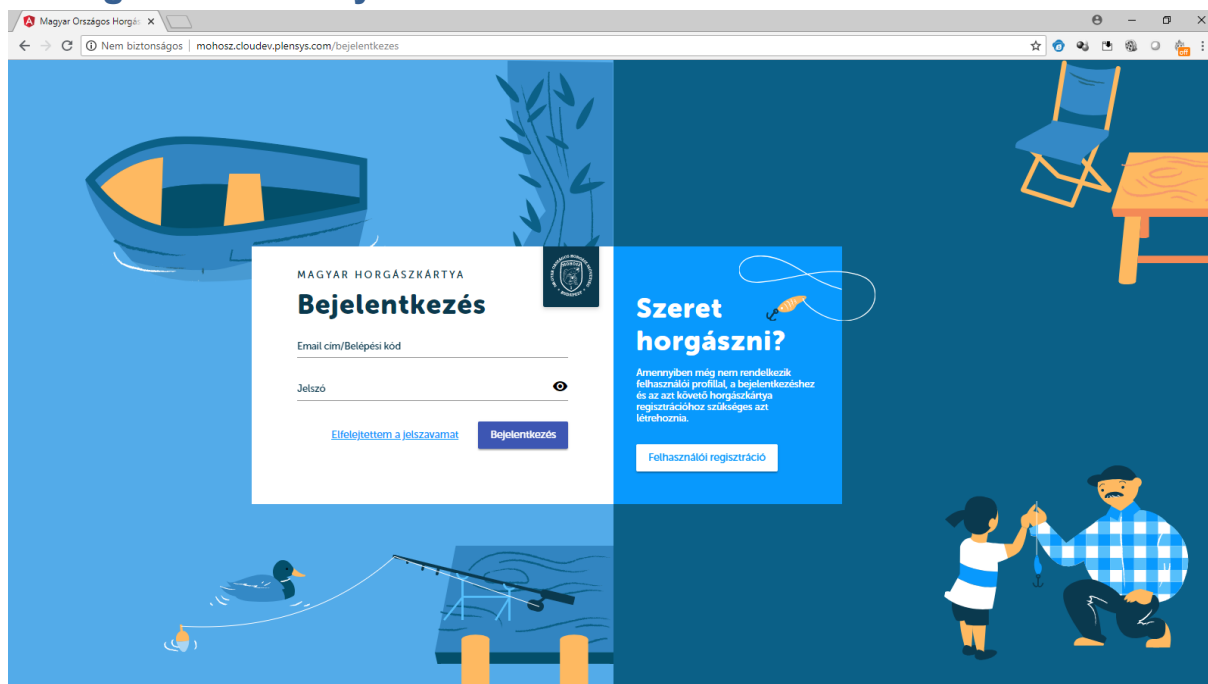 Magyar Országos Horgás
Nem biztonságos | mohosz.cloudev.plensys.com/bejelentkezes
off
MAGYAR HORGÁSZKÁRTYA
Bejelentkezés
Email cím/Belépési kód
Jelszó
Elfelejtettem a jelszavamat
Bejelentkezés
Szeret
horgászni?
Amennyiben még nem rendelkezik
felhasználói profillal, a bejelentkezéshez
és az azt követő horgászkártya
regisztrációhoz szükséges azt
létrehoznia.
Felhasználói regisztráció